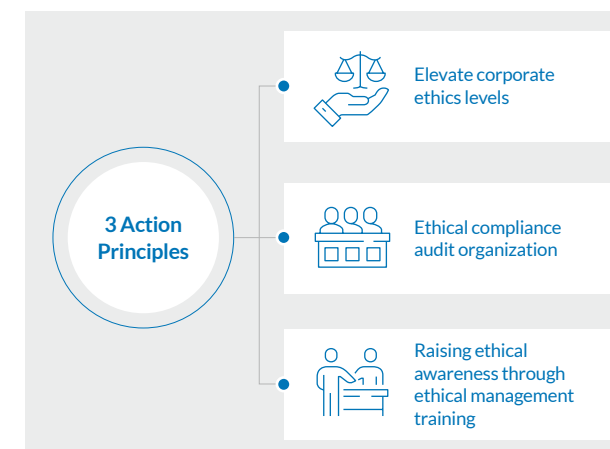 3 Action
Principles
Elevate corporate
ethics levels
Ethical compliance
audit organization
Raising ethical
awareness through
ethical management
training